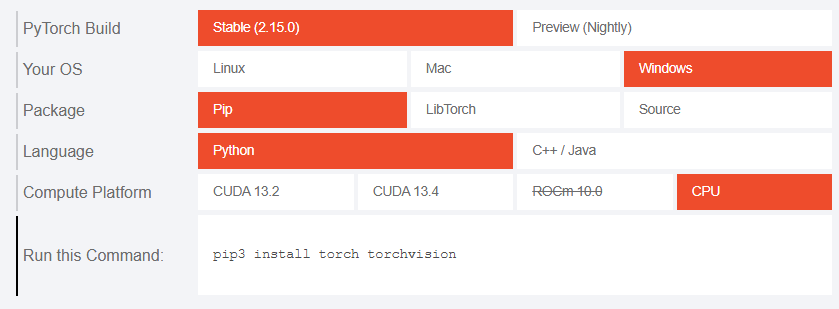 PyTorch Build Stable (2.15.0) Preview (Nightly)
Your OS Linux Mac Windows
Package Pip LibTorch Source
Language Python C++ / Java
Compute Platform CUDA 13.2 CUDA 13.4 ROCm 10.0 CPU
Run this Command: pip3 install torch torchvision